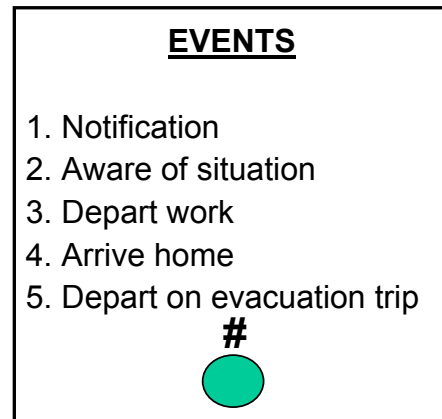 EVENTS
1. Notification
2. Aware of situation
3. Depart work
4. Arrive home
5. Depart on evacuation trip
#